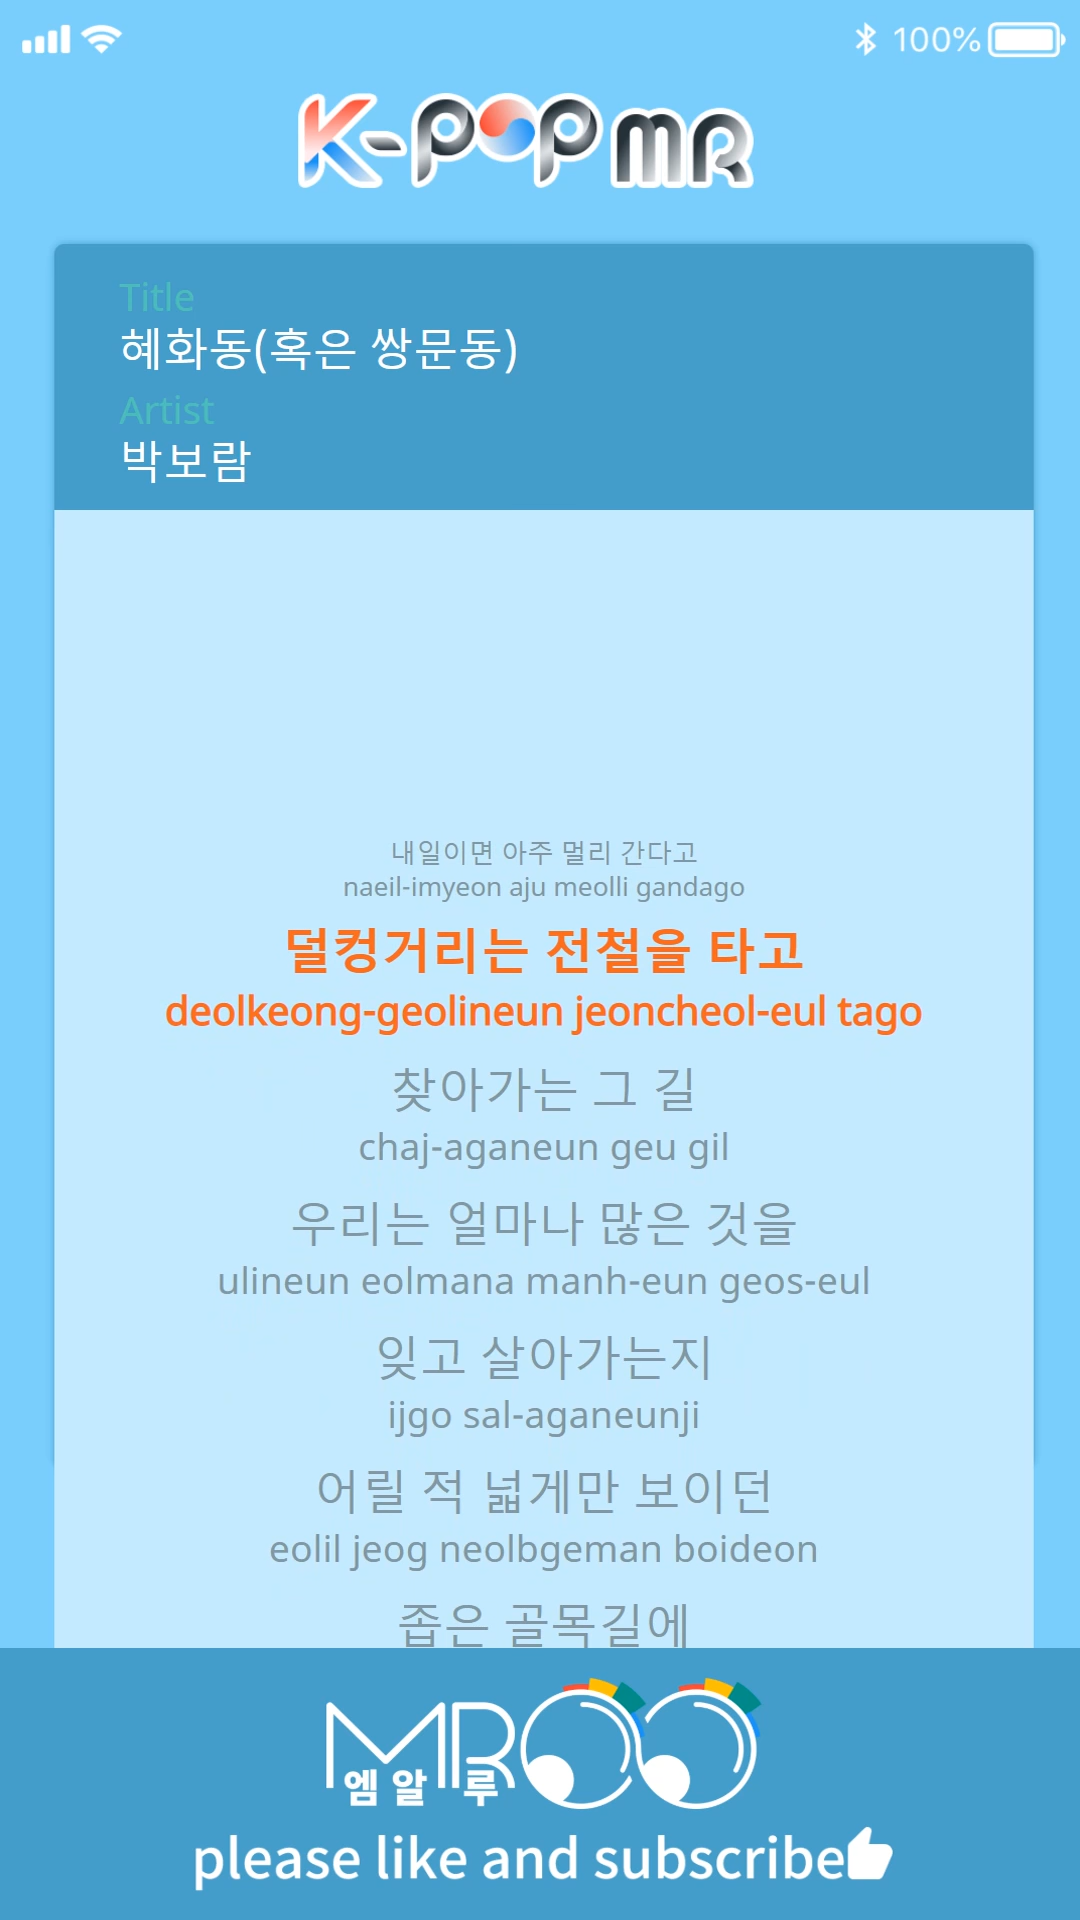 100%
K-POP MR
Title
혜화동(혹은 쌍문동)
Artist
박보람
내일이면 아주 멀리 간다고
naeil-imyeon aju meolli gandago
덜컹거리는 전철을 타고
deolkeong-geolineun jeoncheol-eul tago
찾아가는 그 길
chaj-aganeun geu gil
우리는 얼마나 많은 것을
ulineun eolmana manh-eun geos-eul
잊고 살아가는지
ijgo sal-aganeunji
어릴 적 넓게만 보이던
eolil jeog neolbgeman boideon
좁은 골목길에
MROO
엠알루
please like and subscribe